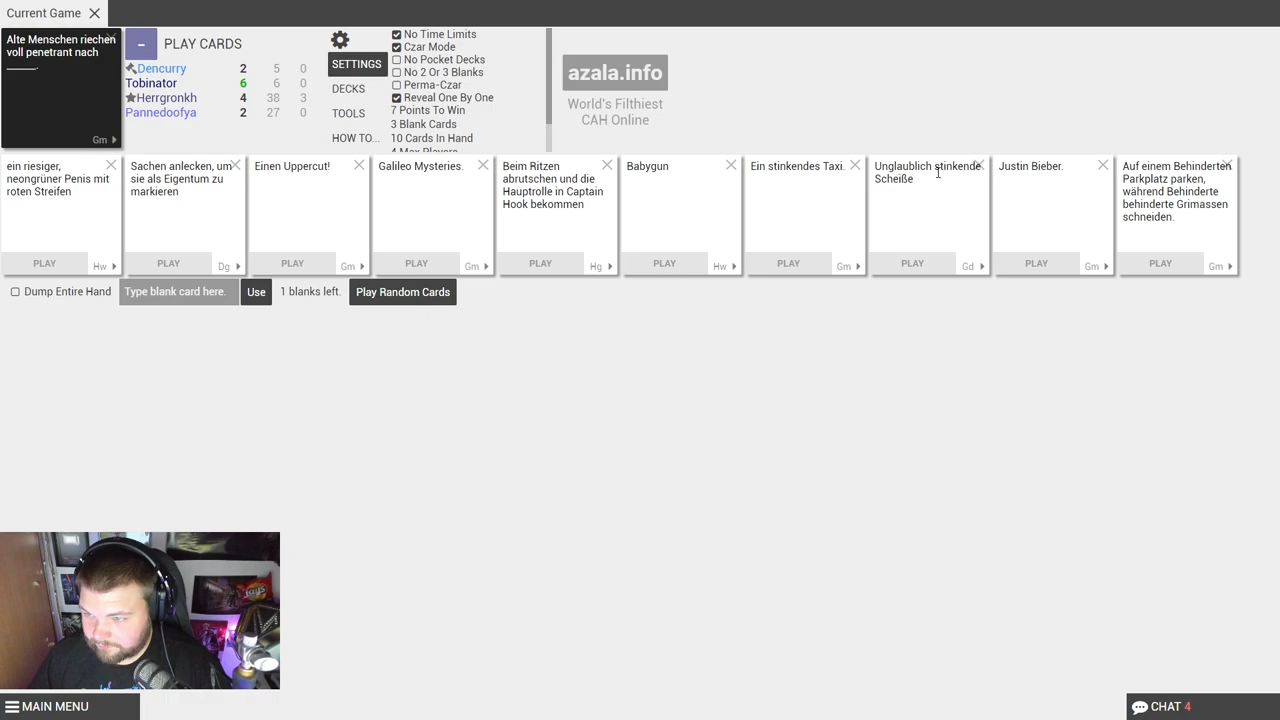 Current Game
Alte Menschen riechen
voll penetrant nach
______.
Gm
–
PLAY CARDS
Dencurry 2 5 0
Tobinator 6 6 0
Herrgronkh 4 38 3
Pannedoofya 2 27 0
SETTINGS
DECKS
TOOLS
HOW TO...
No Time Limits
Czar Mode
No Pocket Decks
No 2 Or 3 Blanks
Perma-Czar
Reveal One By One
7 Points To Win
3 Blank Cards
10 Cards In Hand
4 Max Players
azala.info
World's Filthiest
CAH Online
ein riesiger,
neongrüner Penis mit
roten Streifen
PLAY
Hw
Sachen anlecken, um
sie als Eigentum zu
markieren
PLAY
Dg
Einen Uppercut!
PLAY
Gm
Galileo Mysteries.
PLAY
Gm
Beim Ritzen
abrutschen und die
Hauptrolle in Captain
Hook bekommen
PLAY
Hg
Babygun
PLAY
Hw
Ein stinkendes Taxi.
PLAY
Gm
Unglaublich stinkende
Scheiße
PLAY
Gd
Justin Bieber.
PLAY
Gm
Auf einem Behinderten
Parkplatz parken,
während Behinderte
behinderte Grimassen
schneiden.
PLAY
Gm
Dump Entire Hand
Type blank card here.
Use
1 blanks left.
Play Random Cards
MAIN MENU
CHAT 4